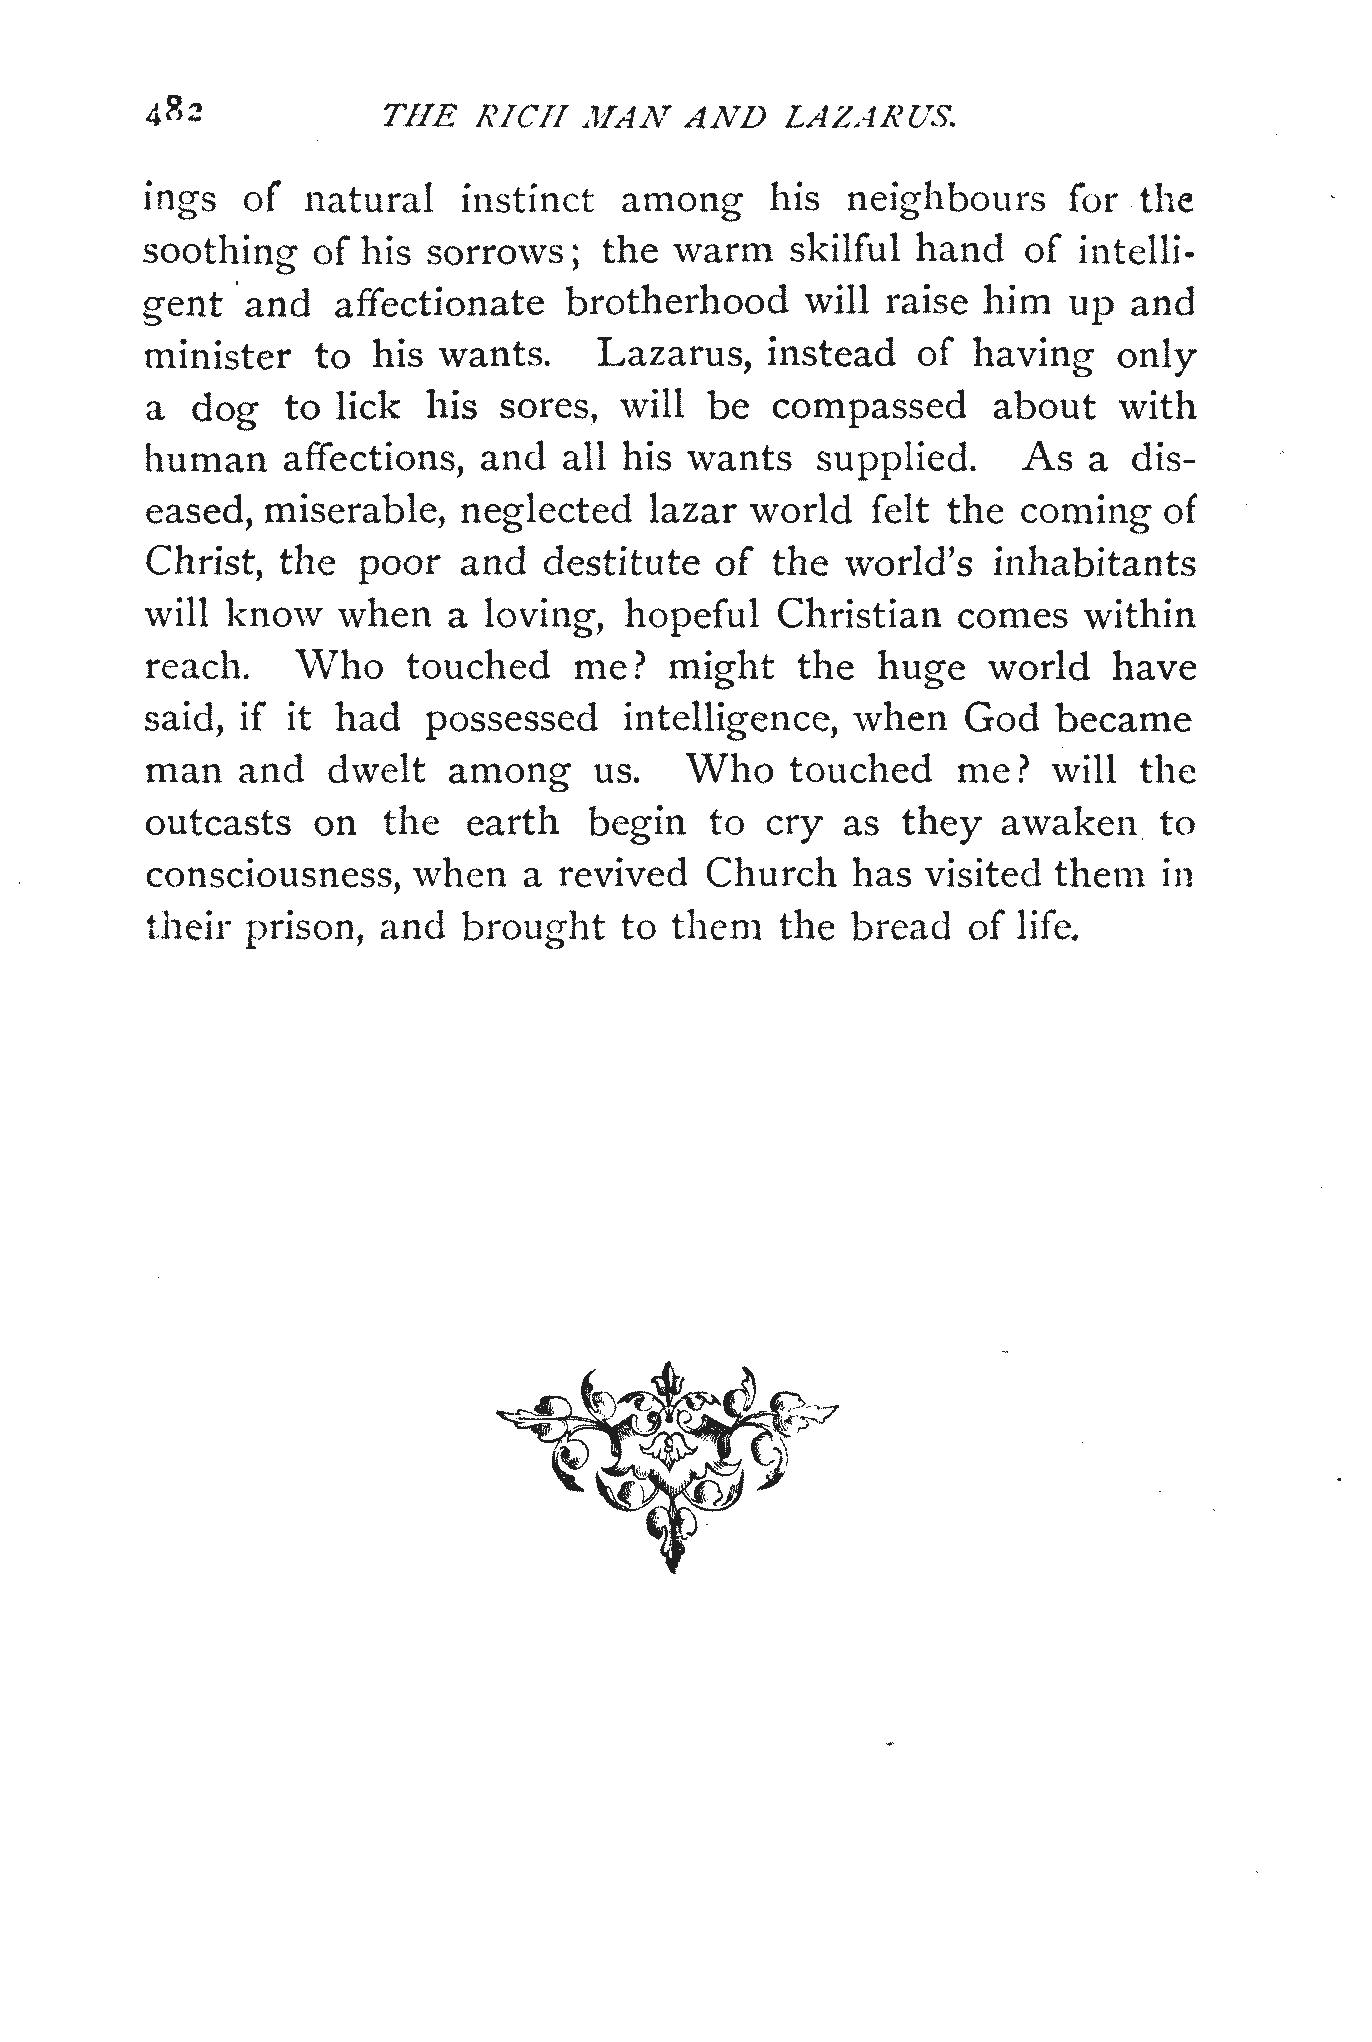 482 THE RICH MAN AND LAZARUS.
ings of natural instinct among his neighbours for the
soothing of his sorrows; the warm skilful hand of intelli-
gent and affectionate brotherhood will raise him up and
minister to his wants. Lazarus, instead of having only
a dog to lick his sores, will be compassed about with
human affections, and all his wants supplied. As a dis-
eased, miserable, neglected lazar world felt the coming of
Christ, the poor and destitute of the world's inhabitants
will know when a loving, hopeful Christian comes within
reach. Who touched me? might the huge world have
said, if it had possessed intelligence, when God became
man and dwelt among us. Who touched me? will the
outcasts on the earth begin to cry as they awaken to
consciousness, when a revived Church has visited them in
their prison, and brought to them the bread of life.